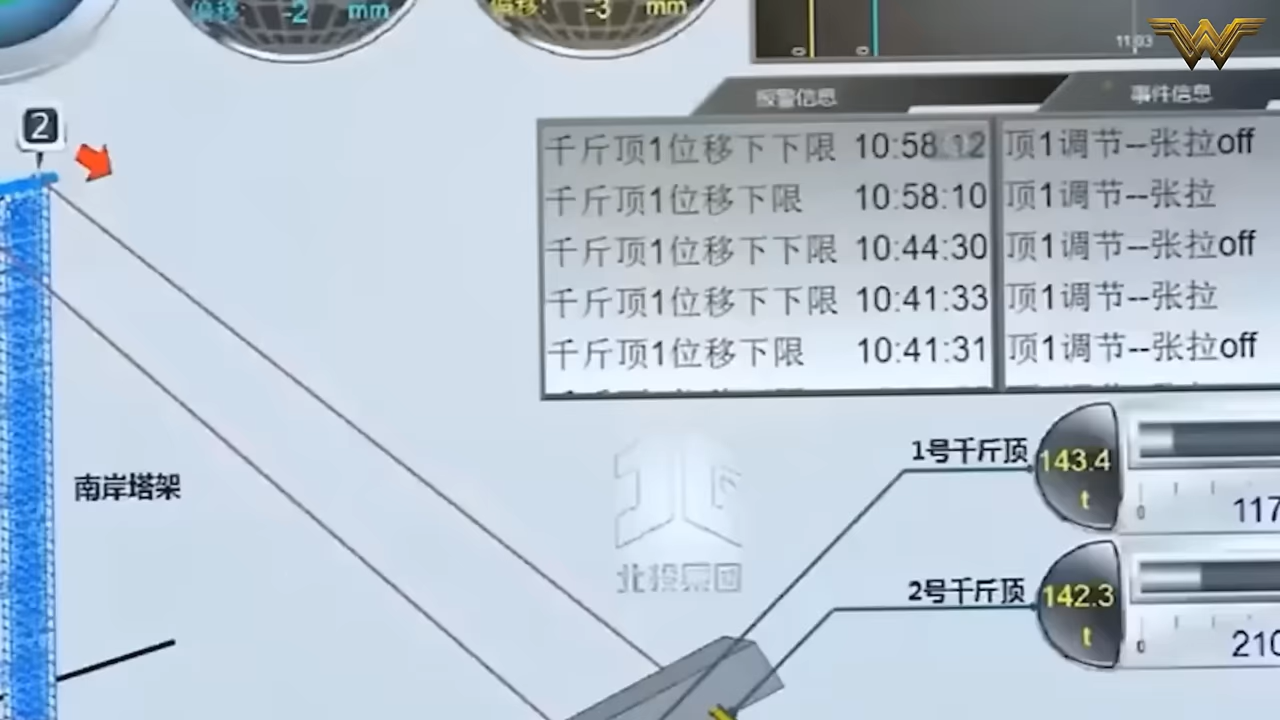 偏移: -2 mm
偏移: -3 mm
0
0
11:03
W
报警信息
事件信息
2
千斤顶1位移下下限 10:58:12
顶1调节--张拉off
千斤顶1位移下限 10:58:10
顶1调节--张拉
千斤顶1位移下下限 10:44:30
顶1调节--张拉off
千斤顶1位移下下限 10:41:33
顶1调节--张拉
千斤顶1位移下限 10:41:31
顶1调节--张拉off
1号千斤顶
143.4
t
0
117
南岸塔架
北投集团
2号千斤顶
142.3
t
0
210